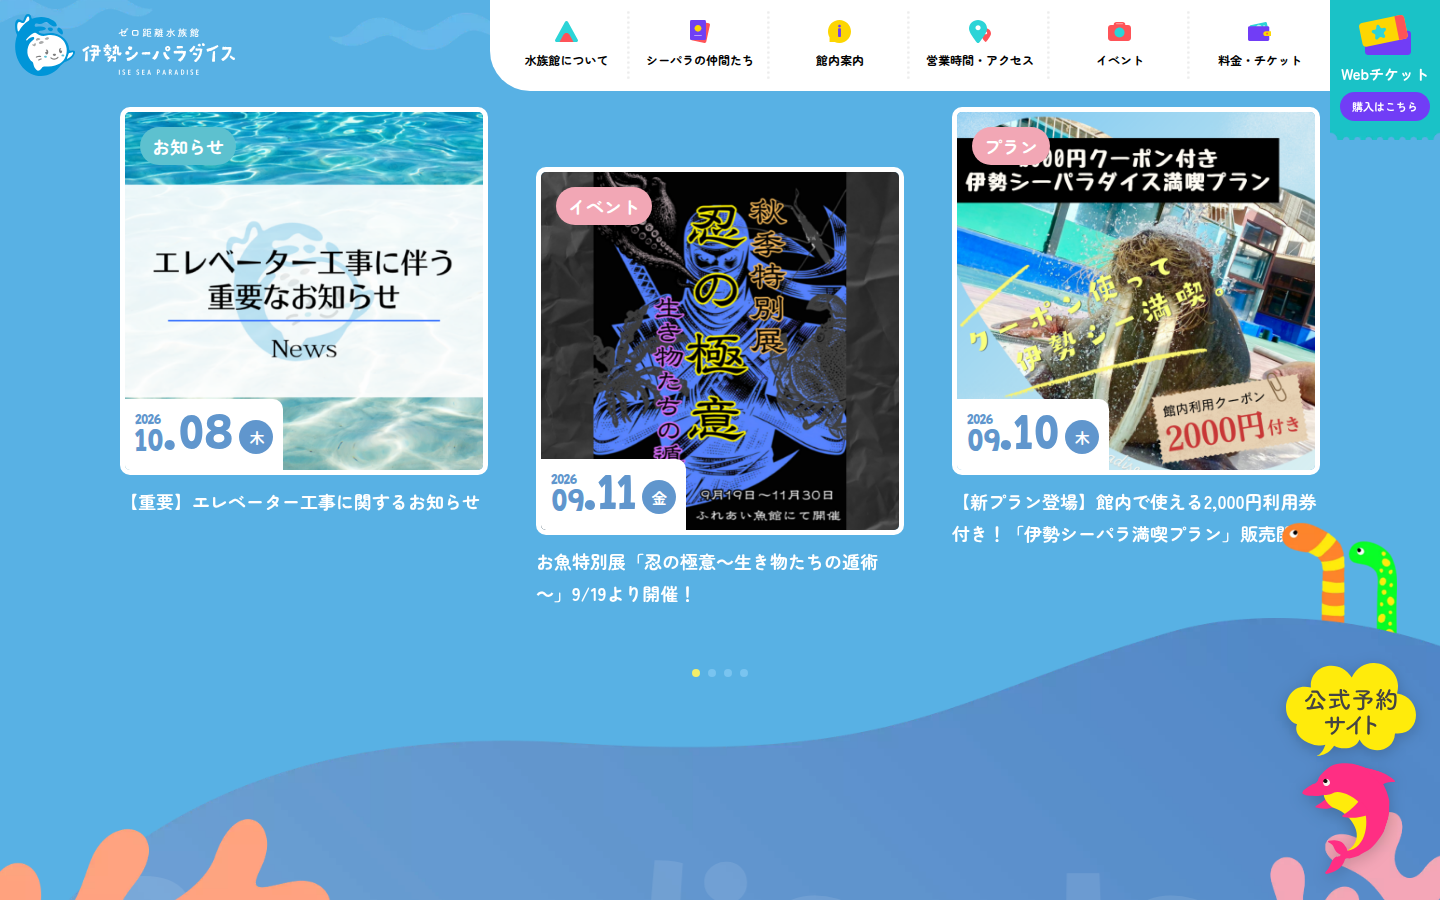 ゼロ距離水族館
伊勢シーパラダイス
ISE SEA PARADISE
水族館について
シーパラの仲間たち
館内案内
営業時間・アクセス
イベント
料金・チケット
Webチケット
購入はこちら
お知らせ
エレベーター工事に伴う
重要なお知らせ
News
2026
10.08 木
【重要】エレベーター工事に関するお知らせ
イベント
秋季特別展
忍の極意
生き物たちの遁
9月19日～11月30日
ふれあい魚館にて開催
2026
09.11 金
お魚特別展「忍の極意～生き物たちの遁術
～」9/19より開催！
プラン
000円クーポン付き
伊勢シーパラダイス満喫プラン
クーポン使って
伊勢シー満喫。
館内利用クーポン
2000円付き
2026
09.10 木
【新プラン登場】館内で使える2,000円利用券
付き！「伊勢シーパラ満喫プラン」販売
公式予約
サイト